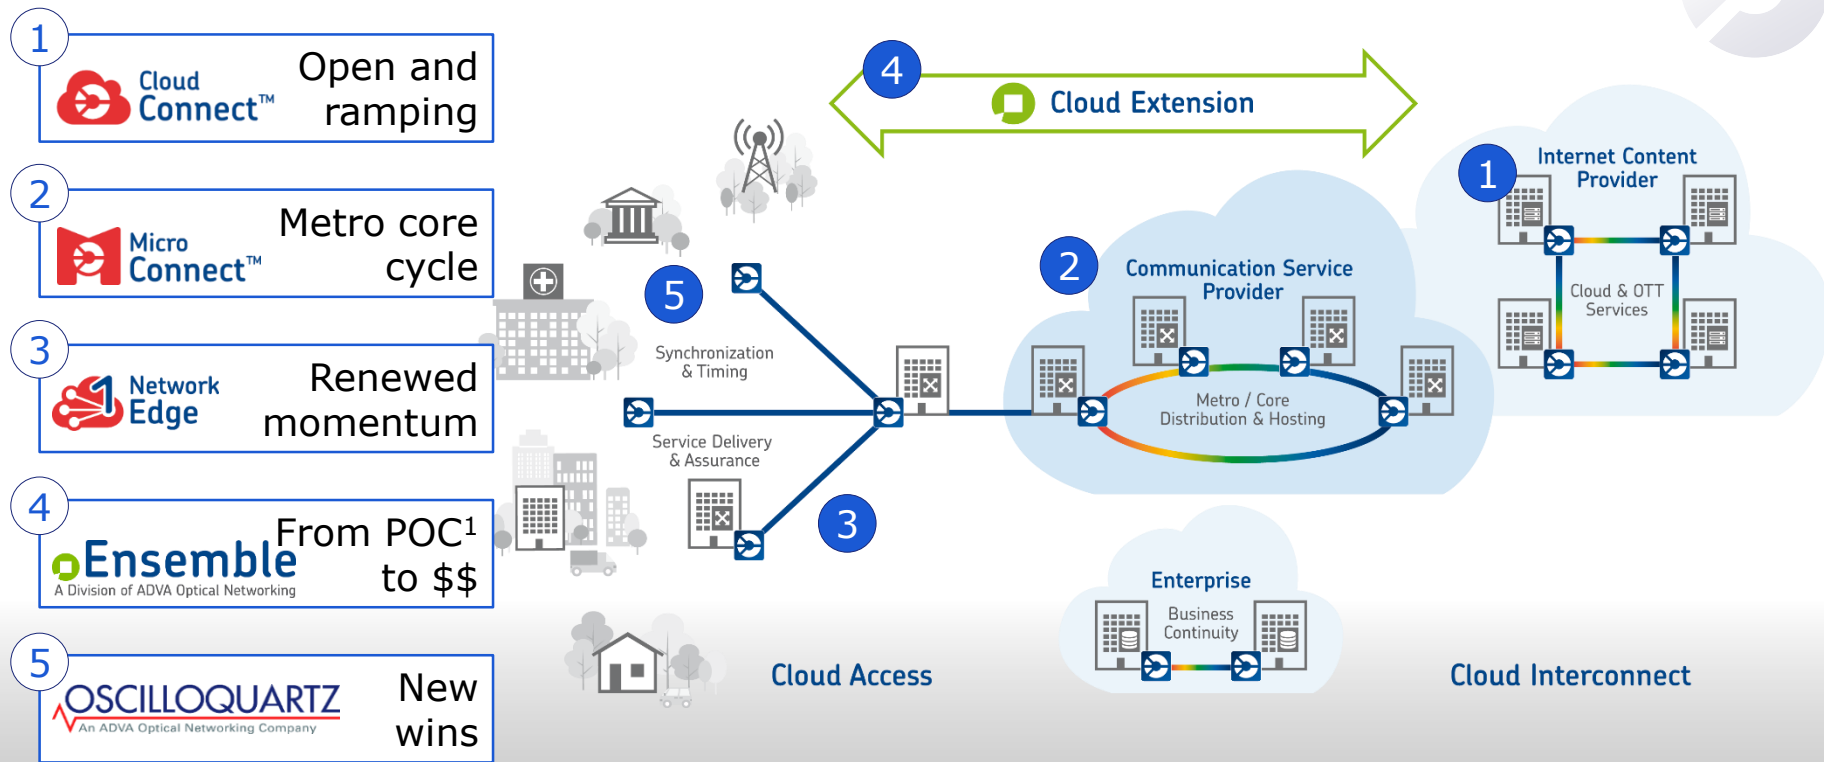 1
Cloud
Connect™
Open and
ramping
2
Micro
Connect™
Metro core
cycle
3
1
Network
Edge
Renewed
momentum
4
Ensemble
A Division of ADVA Optical Networking
From POC¹
to $$
5
OSCILLOQUARTZ
An ADVA Optical Networking Company
New
wins
4
Cloud Extension
1
Internet Content
Provider
Cloud & OTT
Services
2
Communication Service
Provider
Metro / Core
Distribution & Hosting
5
Synchronization
& Timing
Service Delivery
& Assurance
3
Enterprise
Business
Continuity
Cloud Access
Cloud Interconnect